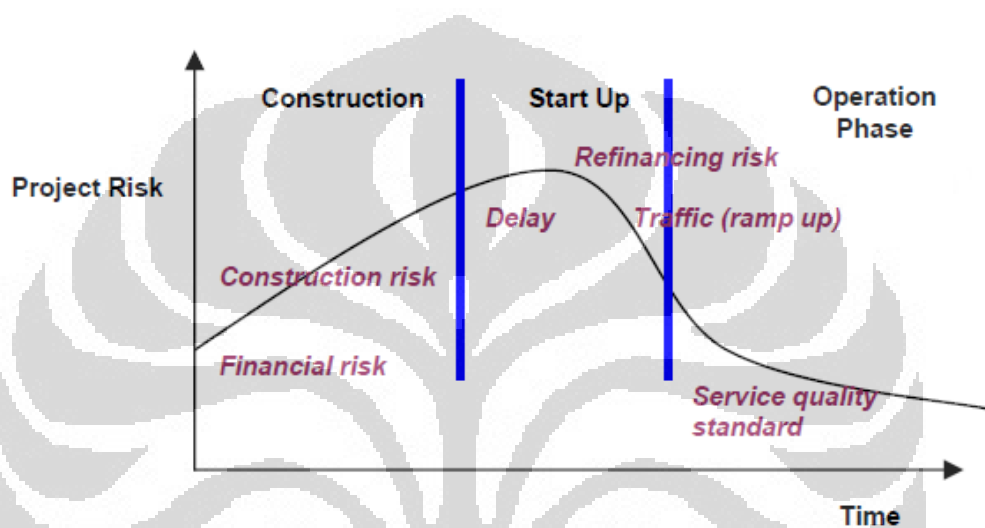 Construction
Start Up
Operation
Phase
Refinancing risk
Project Risk
Delay
Traffic (ramp up)
Construction risk
Financial risk
Service quality
standard
Time